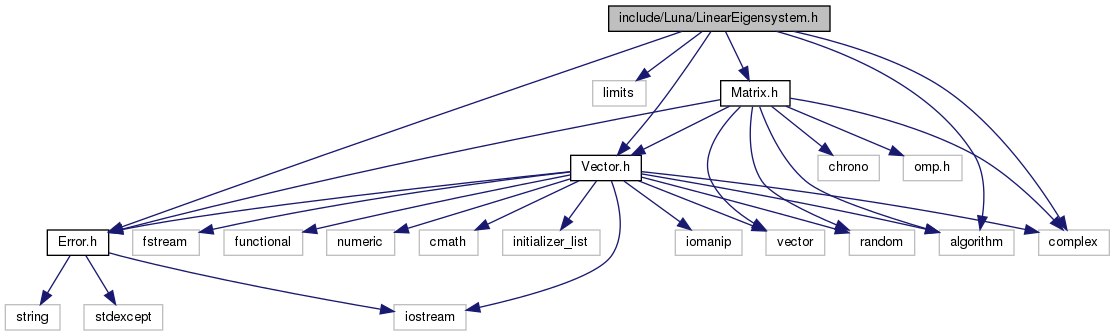 include/Luna/LinearEigensystem.h
limits
Matrix.h
Vector.h
chrono
omp.h
Error.h
fstream
functional
numeric
cmath
initializer_list
iomanip
vector
random
algorithm
complex
string
stdexcept
iostream